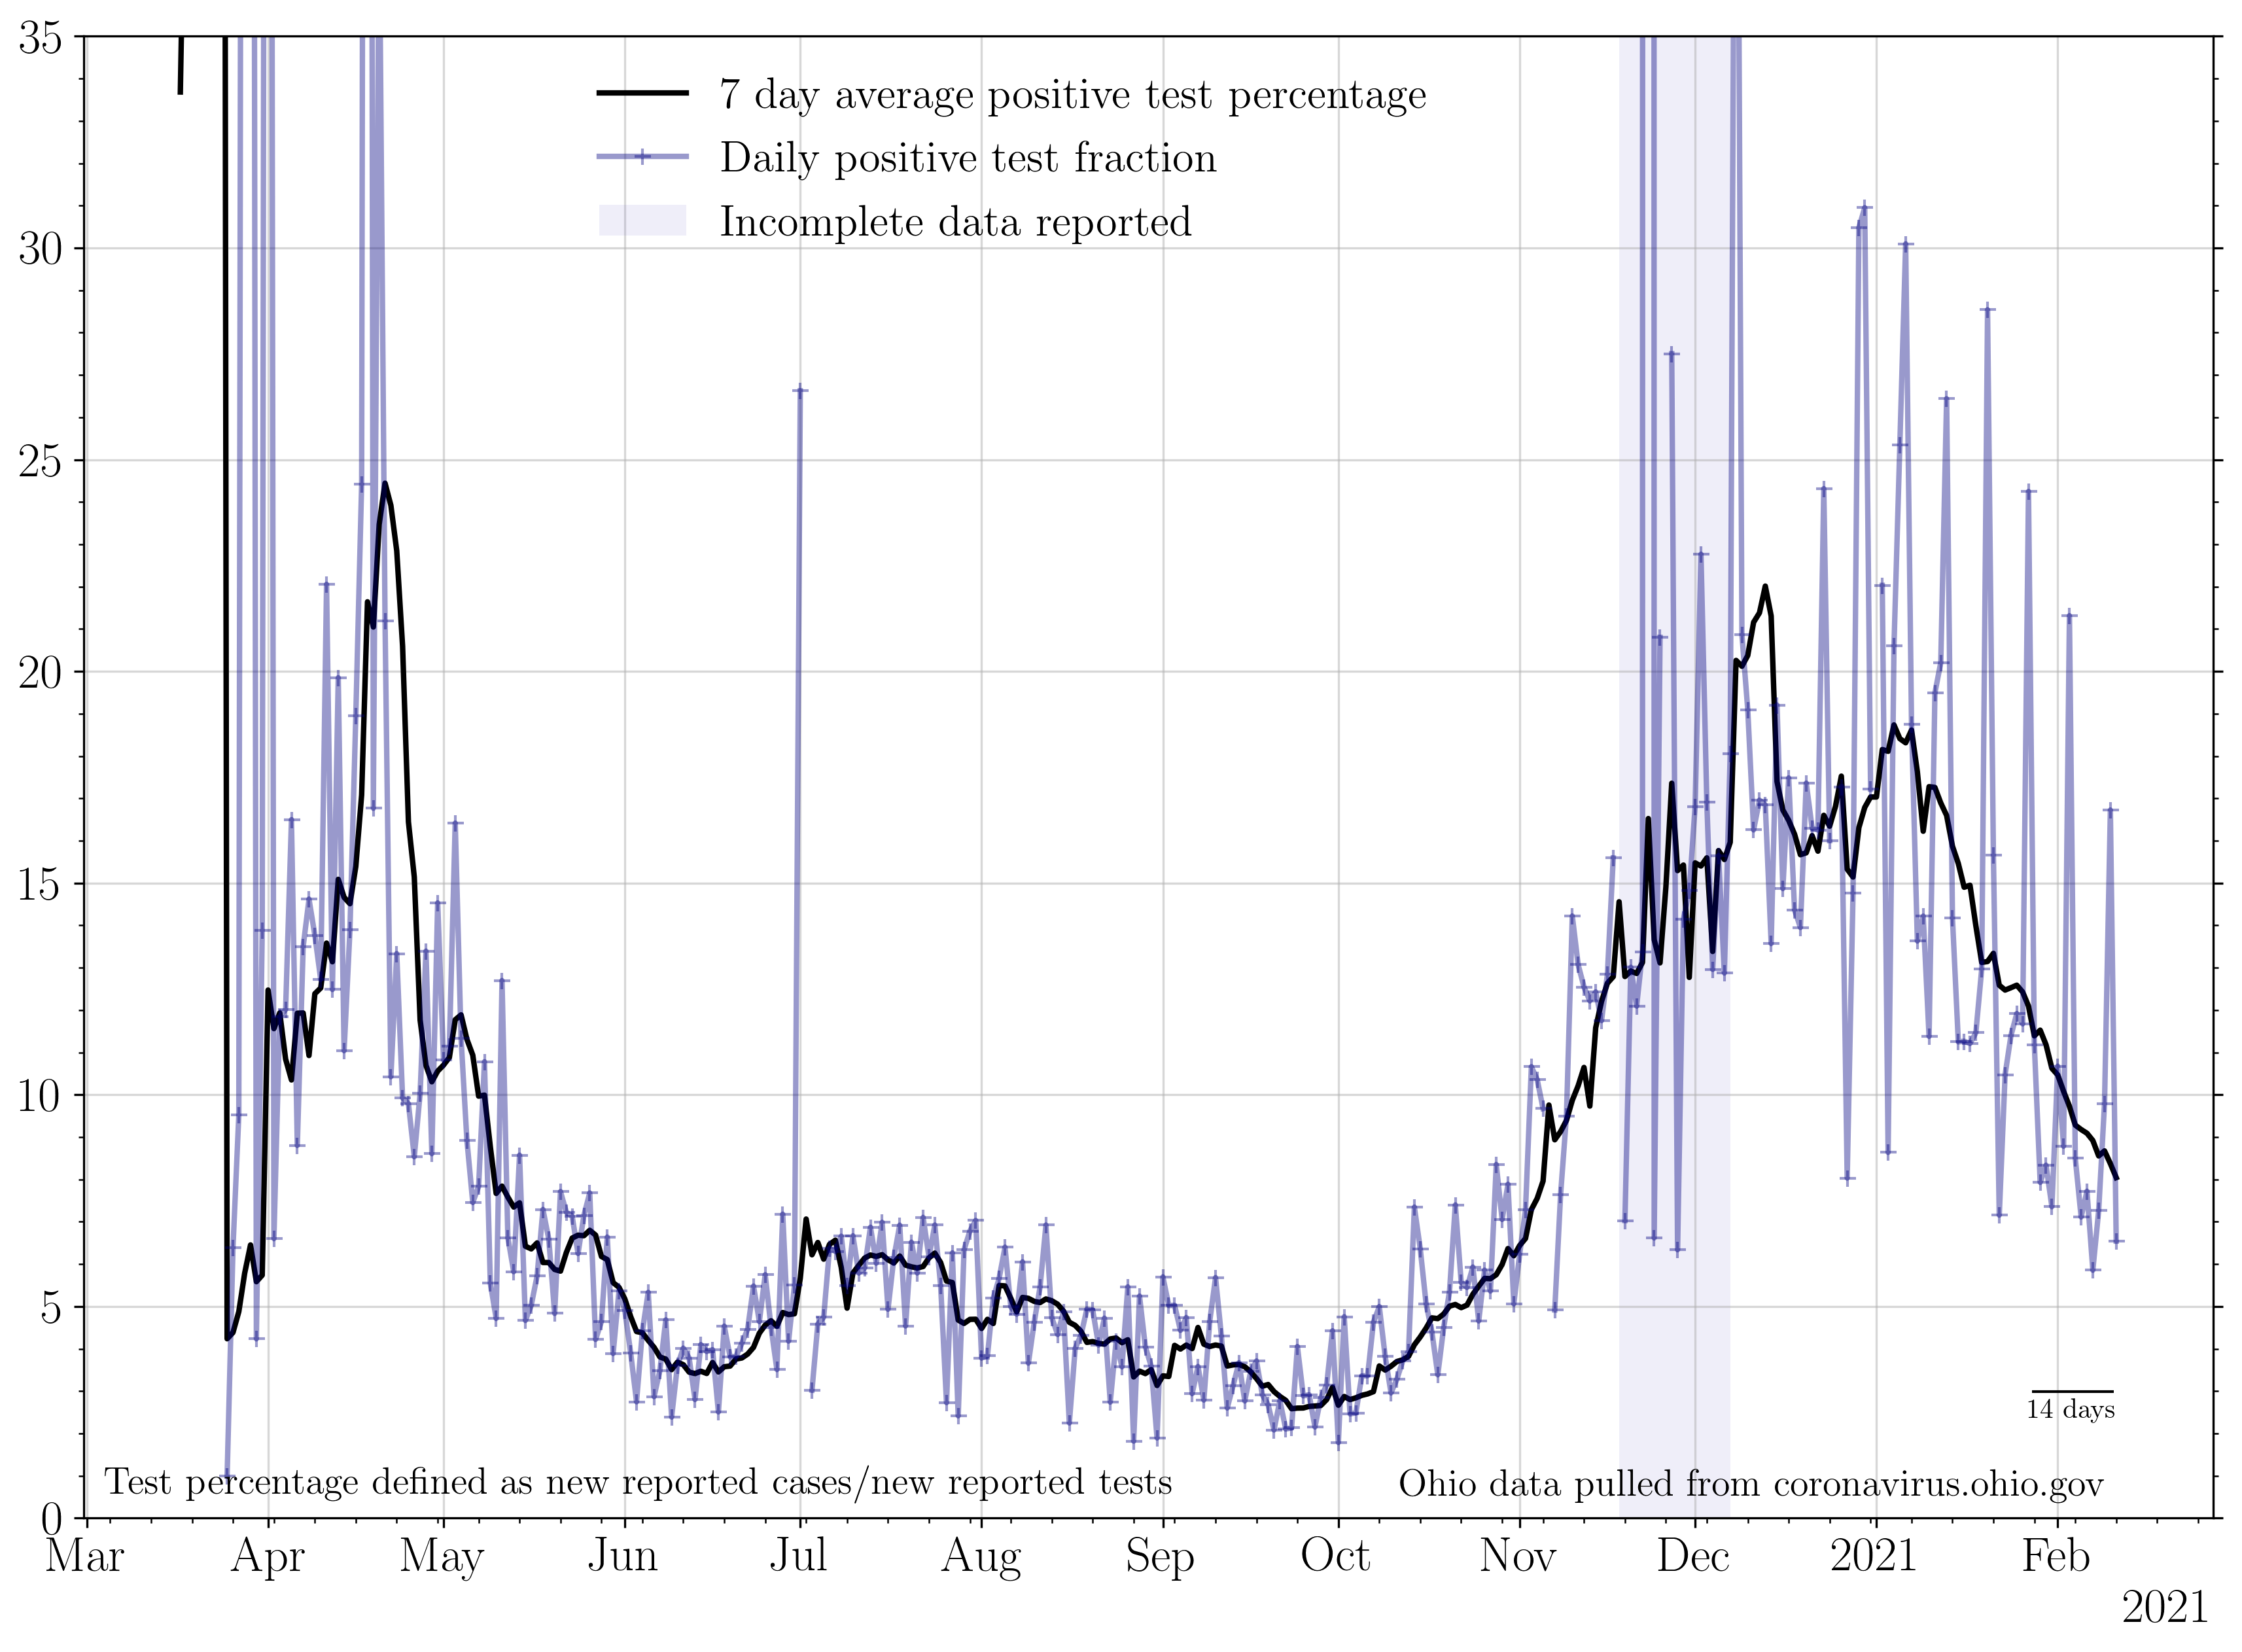 35
30
25
20
15
10
5
0
7 day average positive test percentage
Daily positive test fraction
Incomplete data reported
14 days
Test percentage defined as new reported cases/new reported tests
Ohio data pulled from coronavirus.ohio.gov
Mar Apr May Jun Jul Aug Sep Oct Nov Dec 2021 Feb
2021